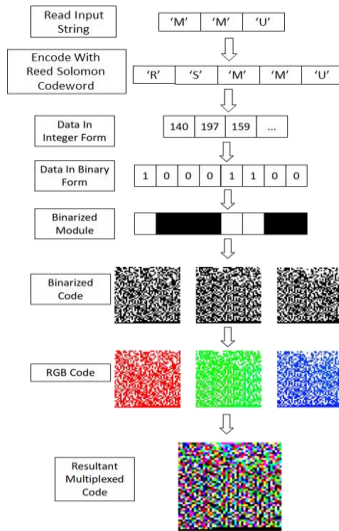 Read Input
String
'M' 'M' 'U'
Encode With
Reed Solomon
Codeword
'R' 'S' 'M' 'M' 'U'
Data In
Integer Form
140 197 159 ...
Data In Binary
Form
1 0 0 0 1 1 0 0
Binarized
Module
Binarized
Code
RGB Code
Resultant
Multiplexed
Code